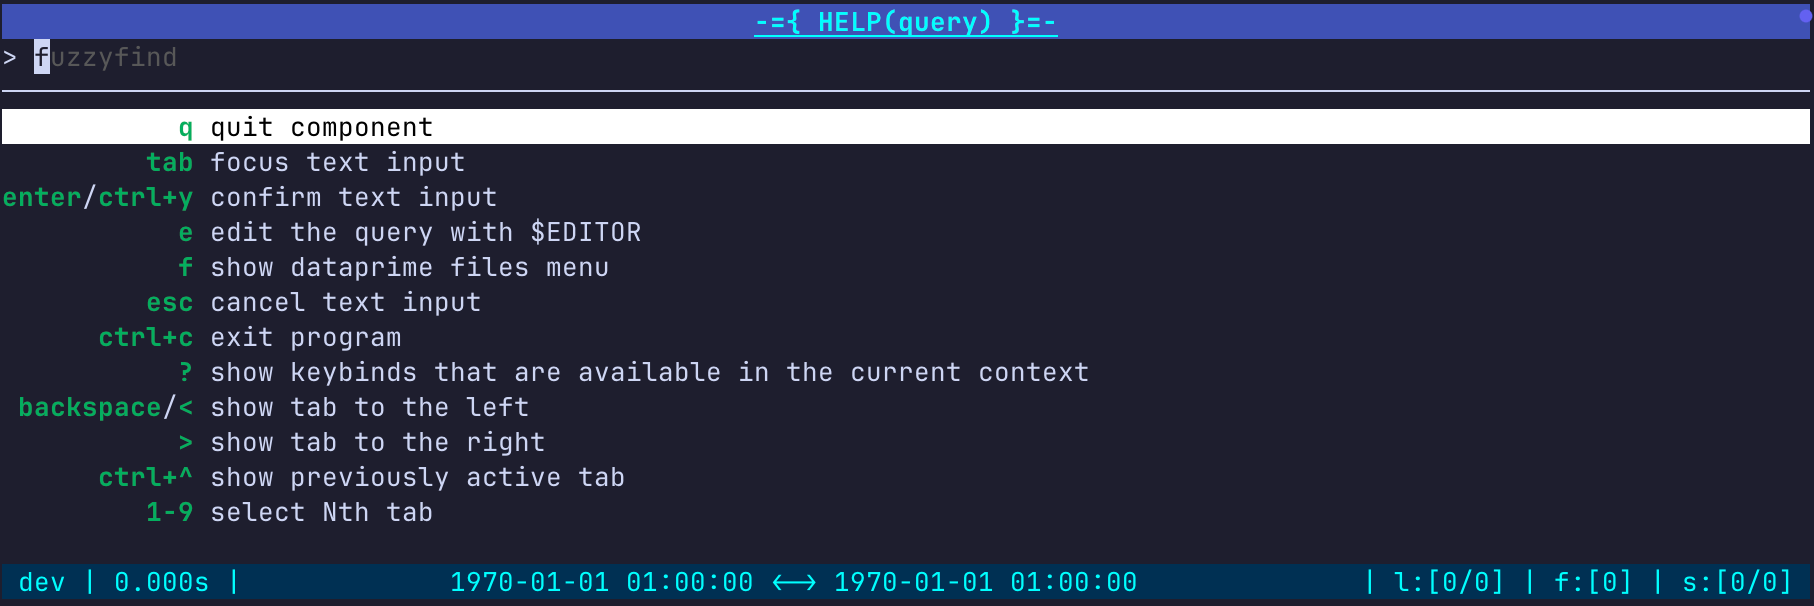 -={ HELP(query) }=-
> fuzzyfind
q quit component
tab focus text input
enter/ctrl+y confirm text input
e edit the query with $EDITOR
f show dataprime files menu
esc cancel text input
ctrl+c exit program
? show keybinds that are available in the current context
backspace/< show tab to the left
> show tab to the right
ctrl+^ show previously active tab
1-9 select Nth tab
dev | 0.000s | 1970-01-01 01:00:00 <—> 1970-01-01 01:00:00 | l:[0/0] | f:[0] | s:[0/0]